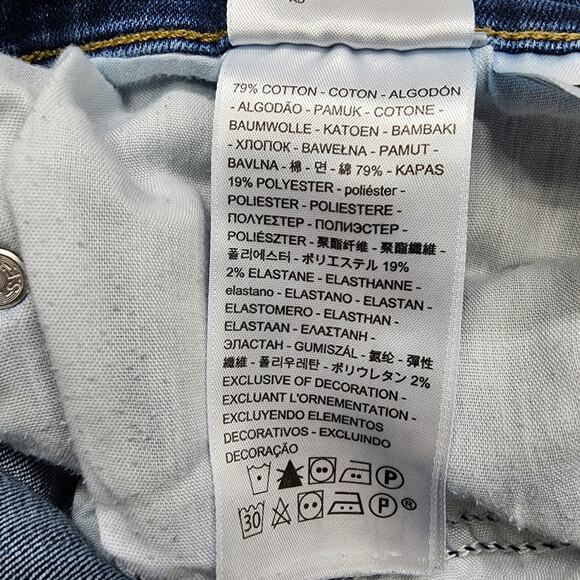 79% COTTON - COTON - ALGODÓN
- ALGODÃO - PAMUK - COTONE -
BAUMWOLLE - KATOEN - BAMBAKI
- ХЛОПОК - BAWEŁNA - PAMUT -
BAVLNA - 棉 - 면 - 綿 79% - KAPAS
19% POLYESTER - poliéster -
POLIESTER - POLIESTERE -
ΠΟΛΥΕΣΤΕΡ - ПОЛИЭСТЕР -
POLIÉSZTER - 聚酯纤维 - 聚酯纖維 -
폴리에스터 - ポリエステル 19%
2% ELASTANE - ELASTHANNE -
elastano - ELASTANO - ELASTAN -
ELASTOMERO - ELASTHAN -
ELASTAAN - ΕΛΑΣΤΑΝΗ -
ЭЛАСТАН - GUMISZÁL - 氨纶 - 彈性
纖維 - 폴리우레탄 - ポリウレタン 2%
EXCLUSIVE OF DECORATION -
EXCLUANT L'ORNEMENTATION -
EXCLUYENDO ELEMENTOS
DECORATIVOS - EXCLUINDO
DECORAÇÃO
P
30 P ®